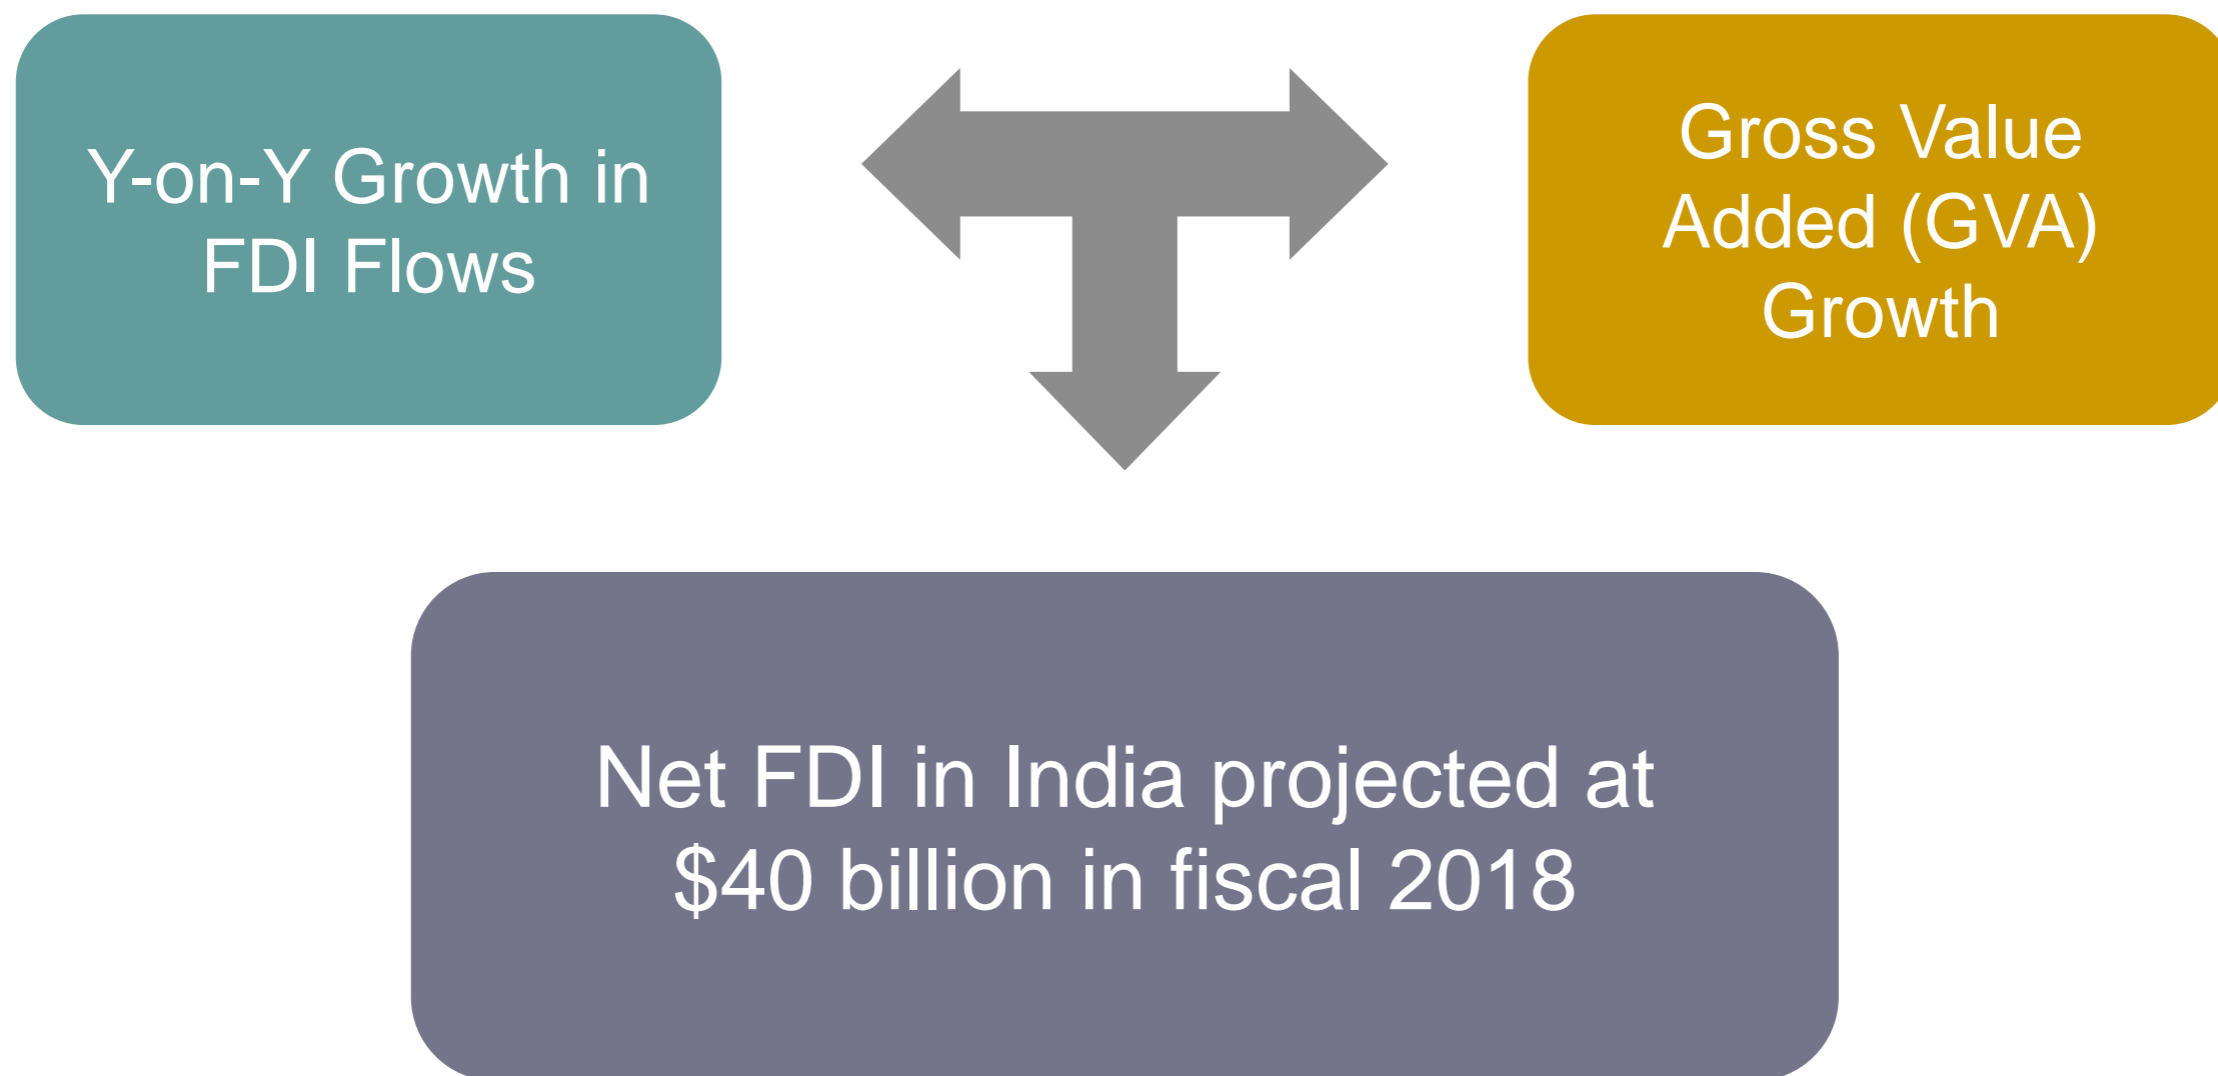 Y-on-Y Growth in
FDI Flows
Gross Value
Added (GVA)
Growth
Net FDI in India projected at
$40 billion in fiscal 2018